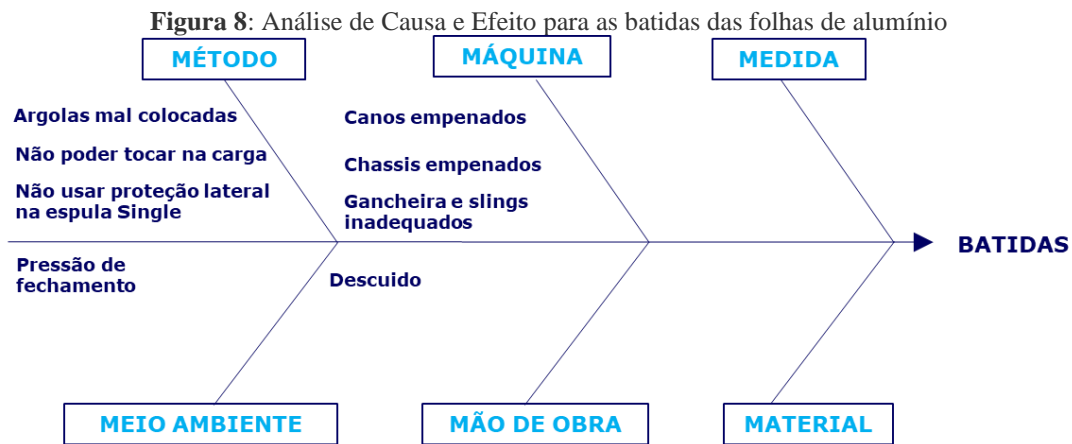 Figura 8: Análise de Causa e Efeito para as batidas das folhas de alumínio
MÉTODO
MÁQUINA
MEDIDA
Argolas mal colocadas
Não poder tocar na carga
Não usar proteção lateral
na espula Single
Canos empenados
Chassis empenados
Gancheira e slings
inadequados
BATIDAS
Pressão de
fechamento
Descuido
MEIO AMBIENTE
MÃO DE OBRA
MATERIAL